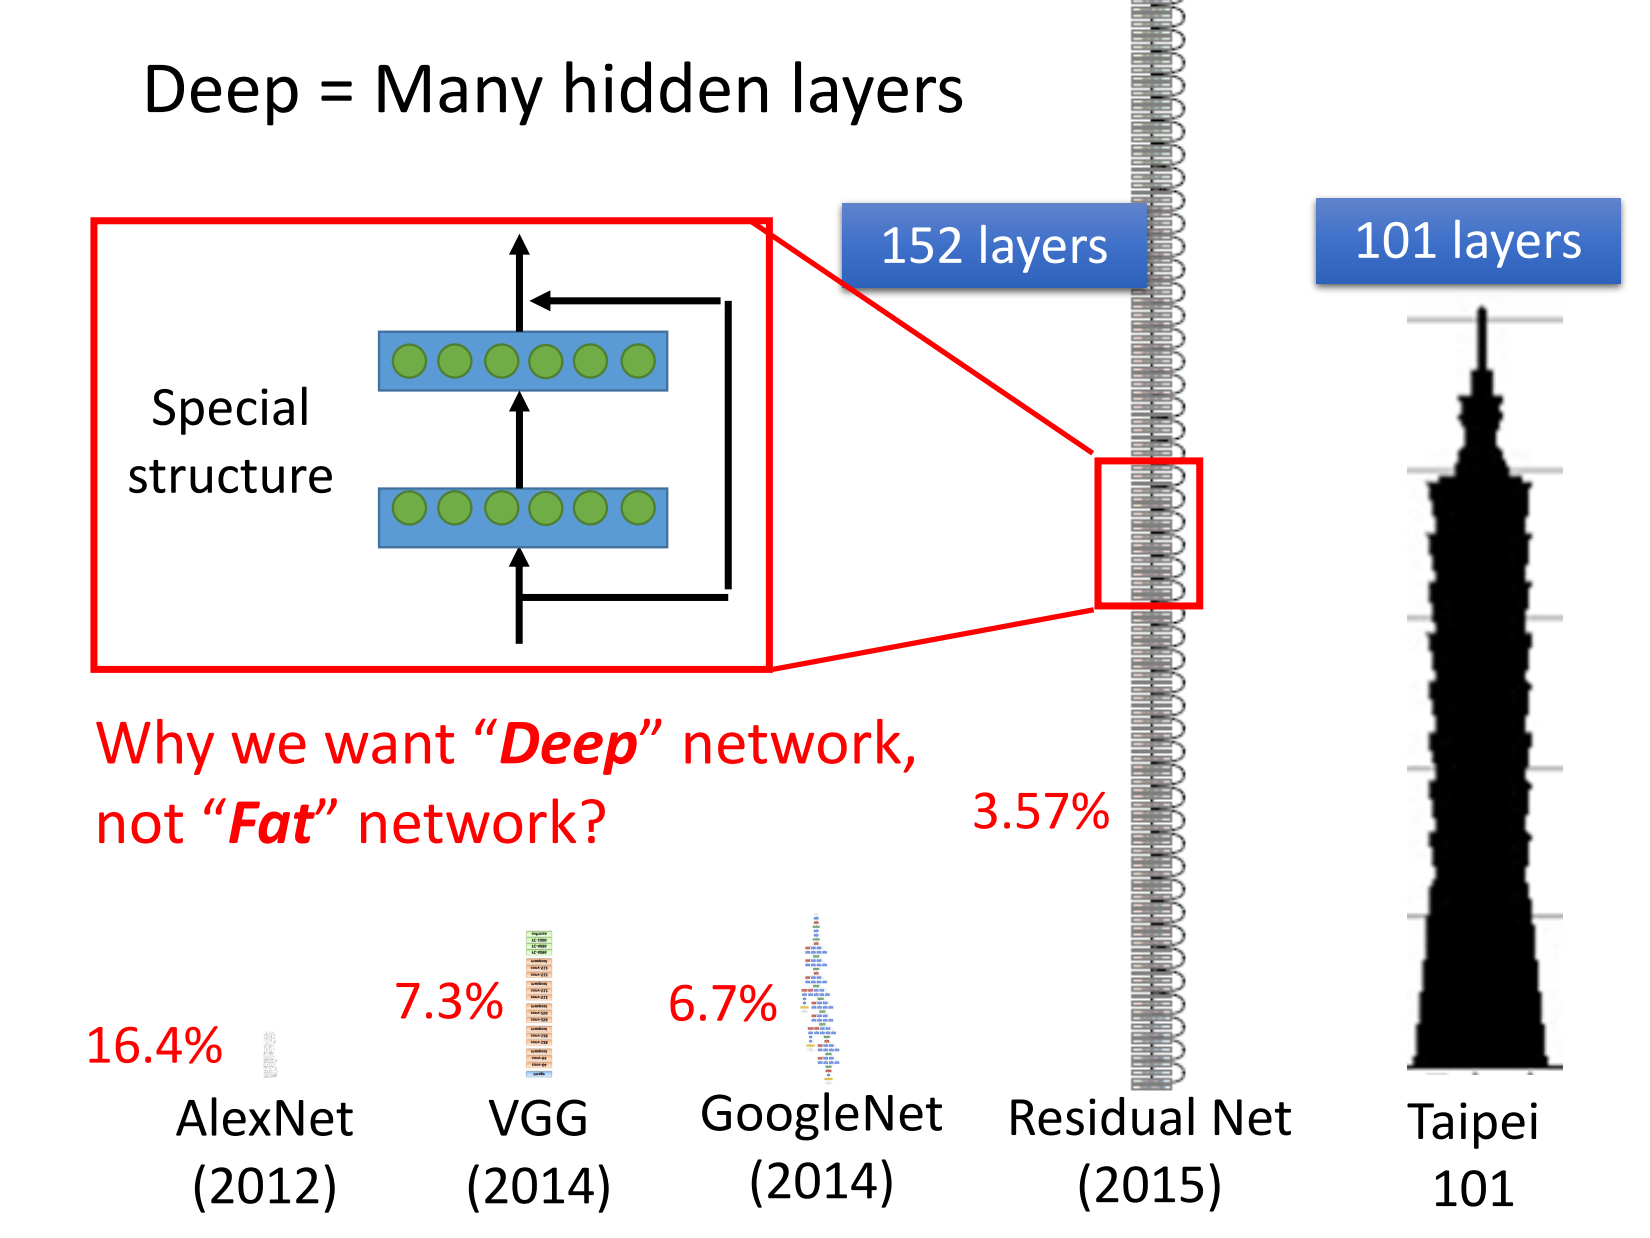 Deep = Many hidden layers
152 layers
101 layers
Special
structure
Why we want “Deep” network,
not “Fat” network?
3.57%
7.3%
6.7%
16.4%
AlexNet
(2012)
VGG
(2014)
GoogleNet
(2014)
Residual Net
(2015)
Taipei
101